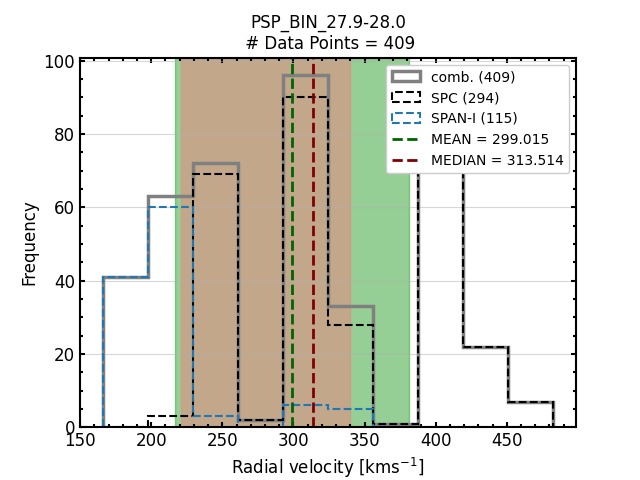 PSP_BIN_27.9-28.0
# Data Points = 409
100
80
60
40
20
0
Frequency
comb. (409)
SPC (294)
SPAN-I (115)
MEAN = 299.015
MEDIAN = 313.514
150 200 250 300 350 400 450
Radial velocity [kms⁻¹]